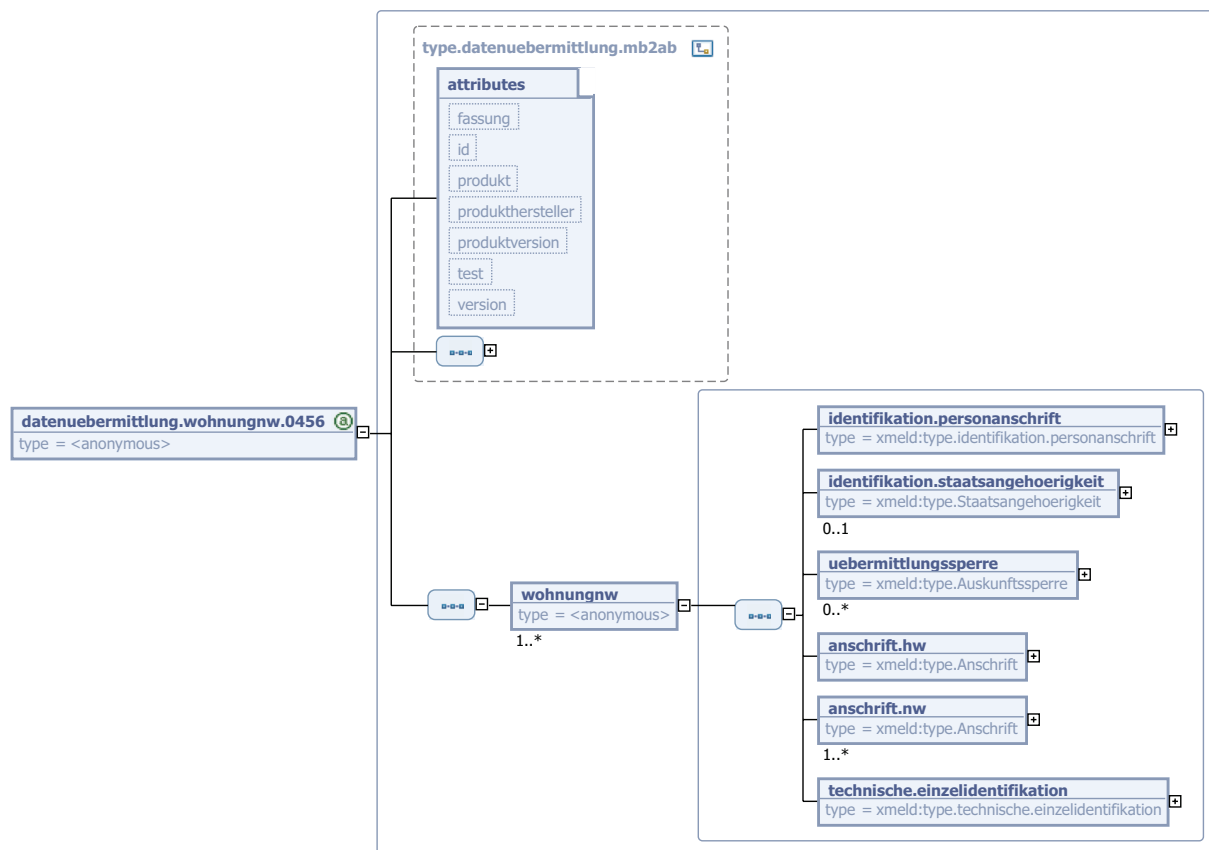 type.datenuebermittlung.mb2ab
attributes
fassung
id
produkt
produkthersteller
produktversion
test
version
datenuebermittlung.wohnungnw.0456 @
type = <anonymous>
wohnungnw
type = <anonymous>
1..*
identifikation.personanschrift
type = xmeld:type.identifikation.personanschrift
identifikation.staatsangehoerigkeit
type = xmeld:type.Staatsangehoerigkeit
0..1
uebermittlungssperre
type = xmeld:type.Auskunftssperre
0..*
anschrift.hw
type = xmeld:type.Anschrift
anschrift.nw
type = xmeld:type.Anschrift
1..*
technische.einzelidentifikation
type = xmeld:type.technische.einzelidentifikation